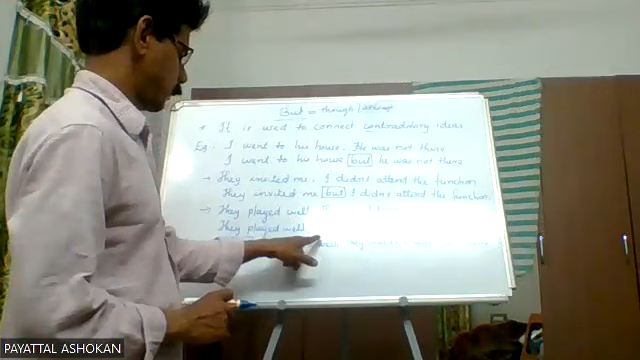 But = though /
* It is used to connect contradictory ideas
Eg: I went to his house. He was not there
I went to his house but he was not there
→ They invited me. I didn't attend the function
They invited me but I didn't attend the function.
→ They played well
They played well
PAYATTAL ASHOKAN